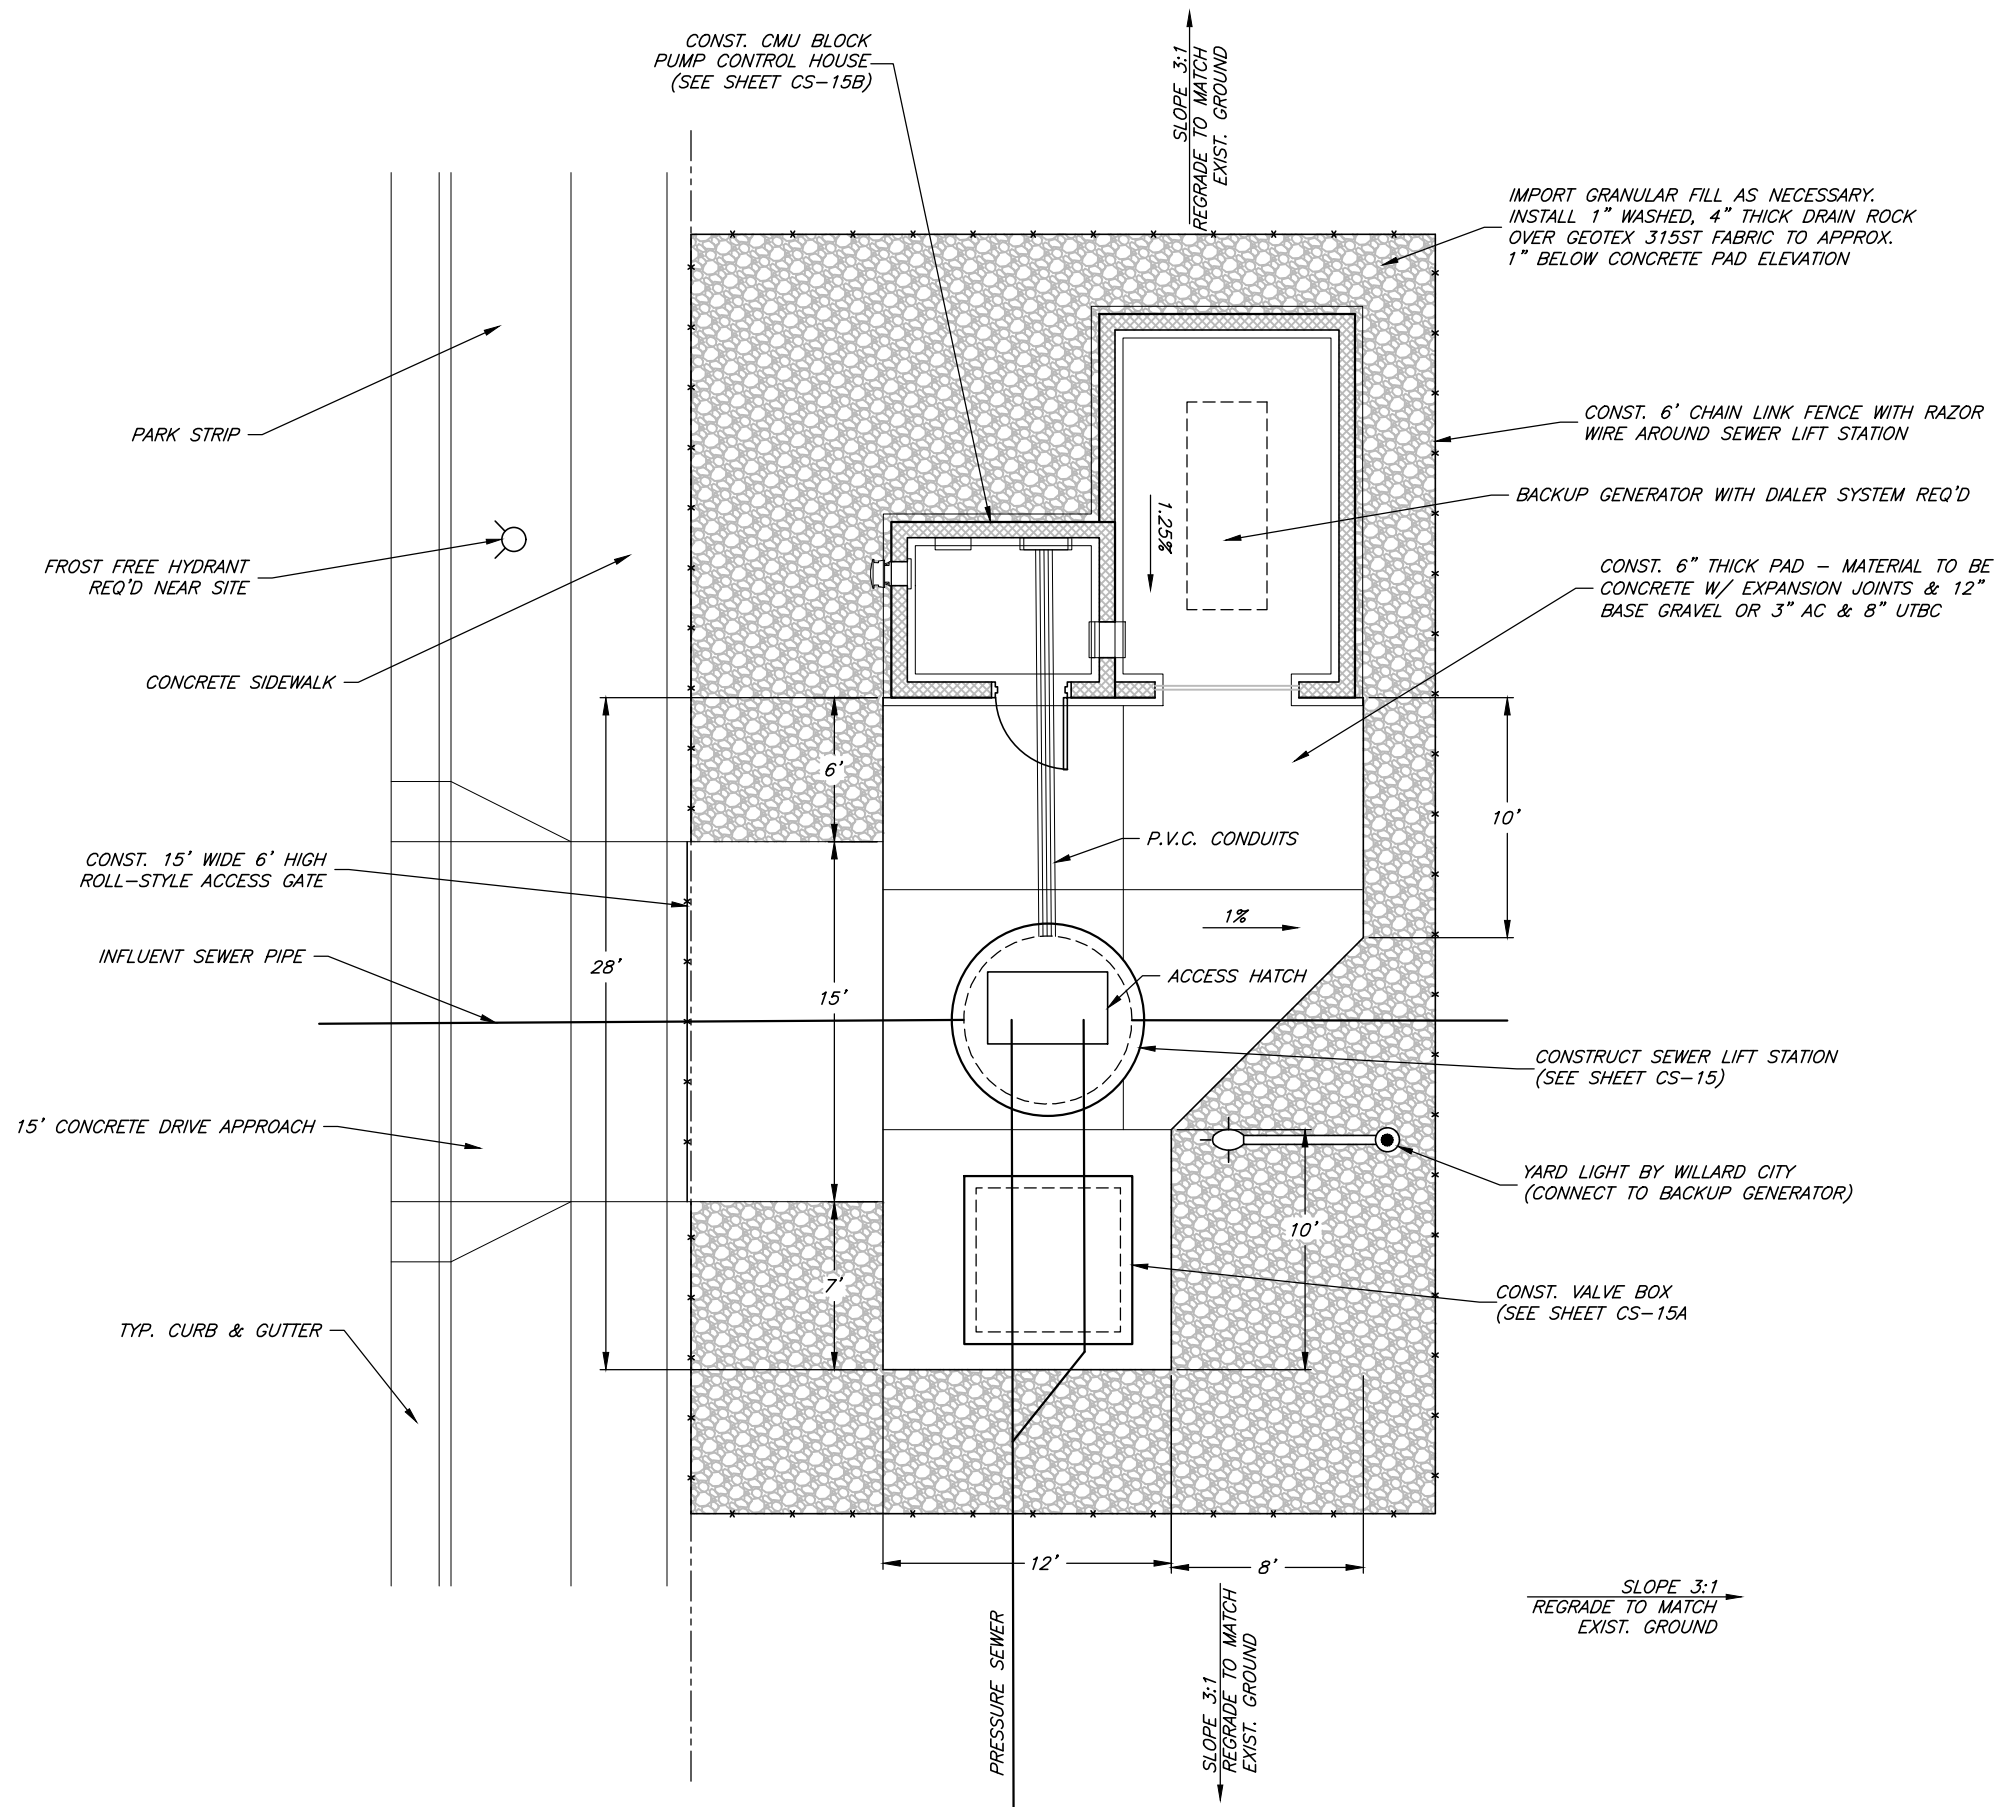 CONST. CMU BLOCK
PUMP CONTROL HOUSE
(SEE SHEET CS-15B)
SLOPE 3:1
REGRADE TO MATCH
EXIST. GROUND
IMPORT GRANULAR FILL AS NECESSARY.
INSTALL 1" WASHED, 4" THICK DRAIN ROCK
OVER GEOTEX 315ST FABRIC TO APPROX.
1" BELOW CONCRETE PAD ELEVATION
PARK STRIP
CONST. 6' CHAIN LINK FENCE WITH RAZOR
WIRE AROUND SEWER LIFT STATION
BACKUP GENERATOR WITH DIALER SYSTEM REQ'D
1.25%
FROST FREE HYDRANT
REQ'D NEAR SITE
CONST. 6" THICK PAD - MATERIAL TO BE
CONCRETE W/ EXPANSION JOINTS & 12"
BASE GRAVEL OR 3" AC & 8" UTBC
CONCRETE SIDEWALK
6'
10'
P.V.C. CONDUITS
CONST. 15' WIDE 6' HIGH
ROLL-STYLE ACCESS GATE
1%
INFLUENT SEWER PIPE
28'
15'
ACCESS HATCH
CONSTRUCT SEWER LIFT STATION
(SEE SHEET CS-15)
15' CONCRETE DRIVE APPROACH
YARD LIGHT BY WILLARD CITY
(CONNECT TO BACKUP GENERATOR)
10'
7'
CONST. VALVE BOX
(SEE SHEET CS-15A
TYP. CURB & GUTTER
12'
8'
PRESSURE SEWER
SLOPE 3:1
REGRADE TO MATCH
EXIST. GROUND
SLOPE 3:1
REGRADE TO MATCH
EXIST. GROUND